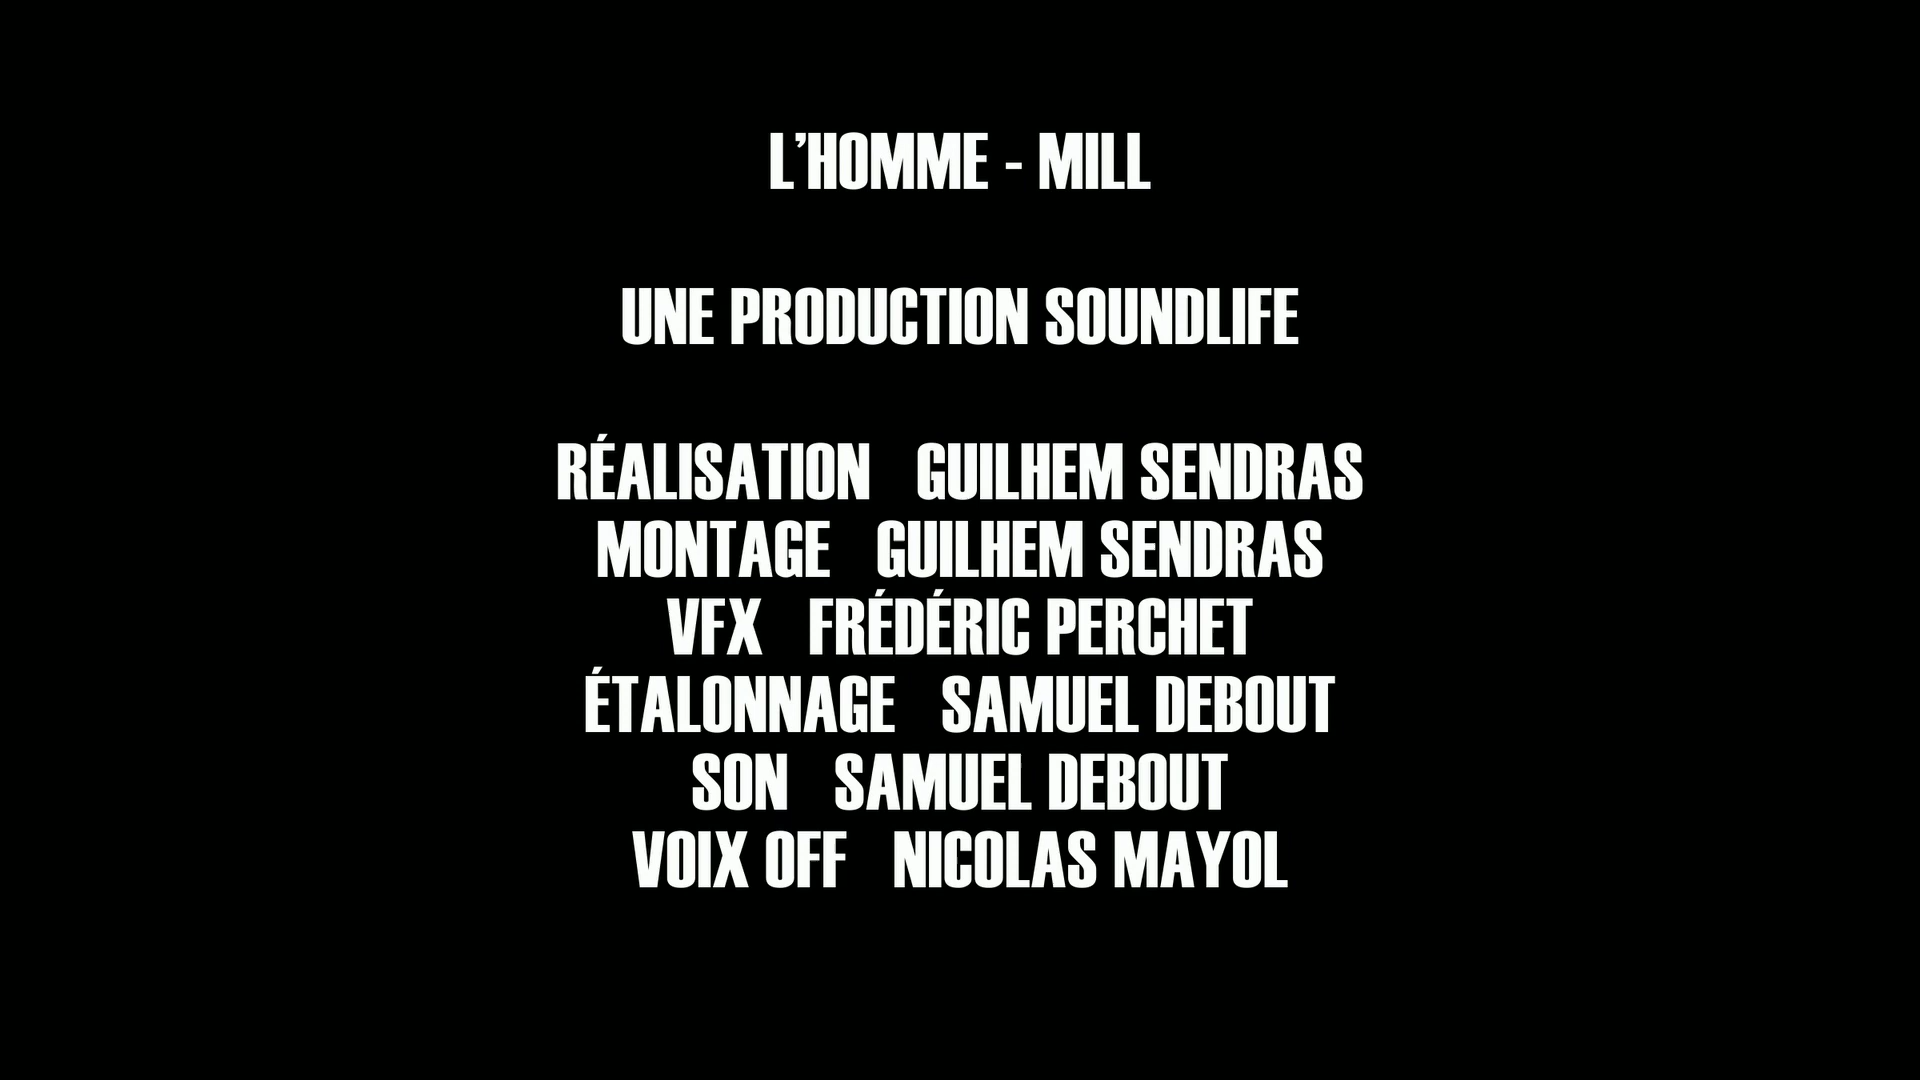 L'HOMME - MILL
UNE PRODUCTION SOUNDLIFE
RÉALISATION GUILHEM SENDRAS
MONTAGE GUILHEM SENDRAS
VFX FRÉDÉRIC PERCHET
ÉTALONNAGE SAMUEL DEBOUT
SON SAMUEL DEBOUT
VOIX OFF NICOLAS MAYOL